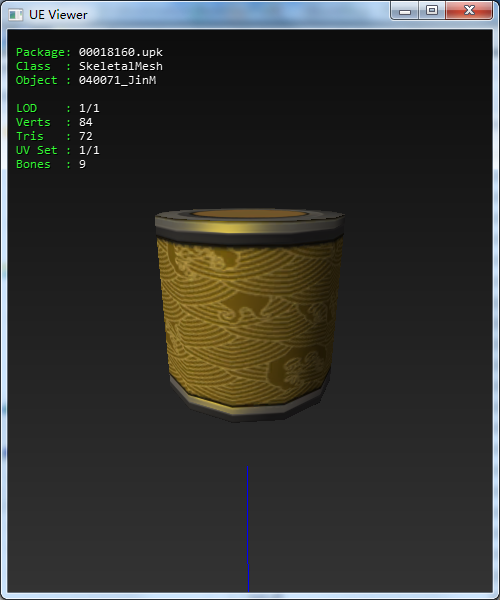 UE Viewer
Package: 00018160.upk
Class : SkeletalMesh
Object : 040071_JinM
LOD : 1/1
Verts : 84
Tris : 72
UV Set : 1/1
Bones : 9